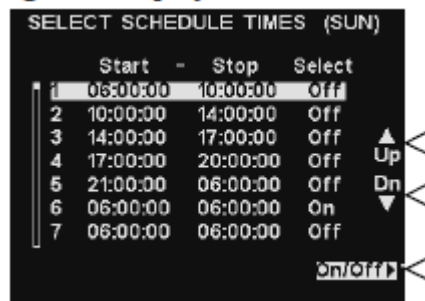 SELECT SCHEDULE TIMES (SUN)
Start - Stop Select
1 06:00:00 10:00:00 Off
2 10:00:00 14:00:00 Off
3 14:00:00 17:00:00 Off
4 17:00:00 20:00:00 Off
5 21:00:00 06:00:00 Off
6 06:00:00 06:00:00 On
7 06:00:00 06:00:00 Off
Up
Dn
On/Off